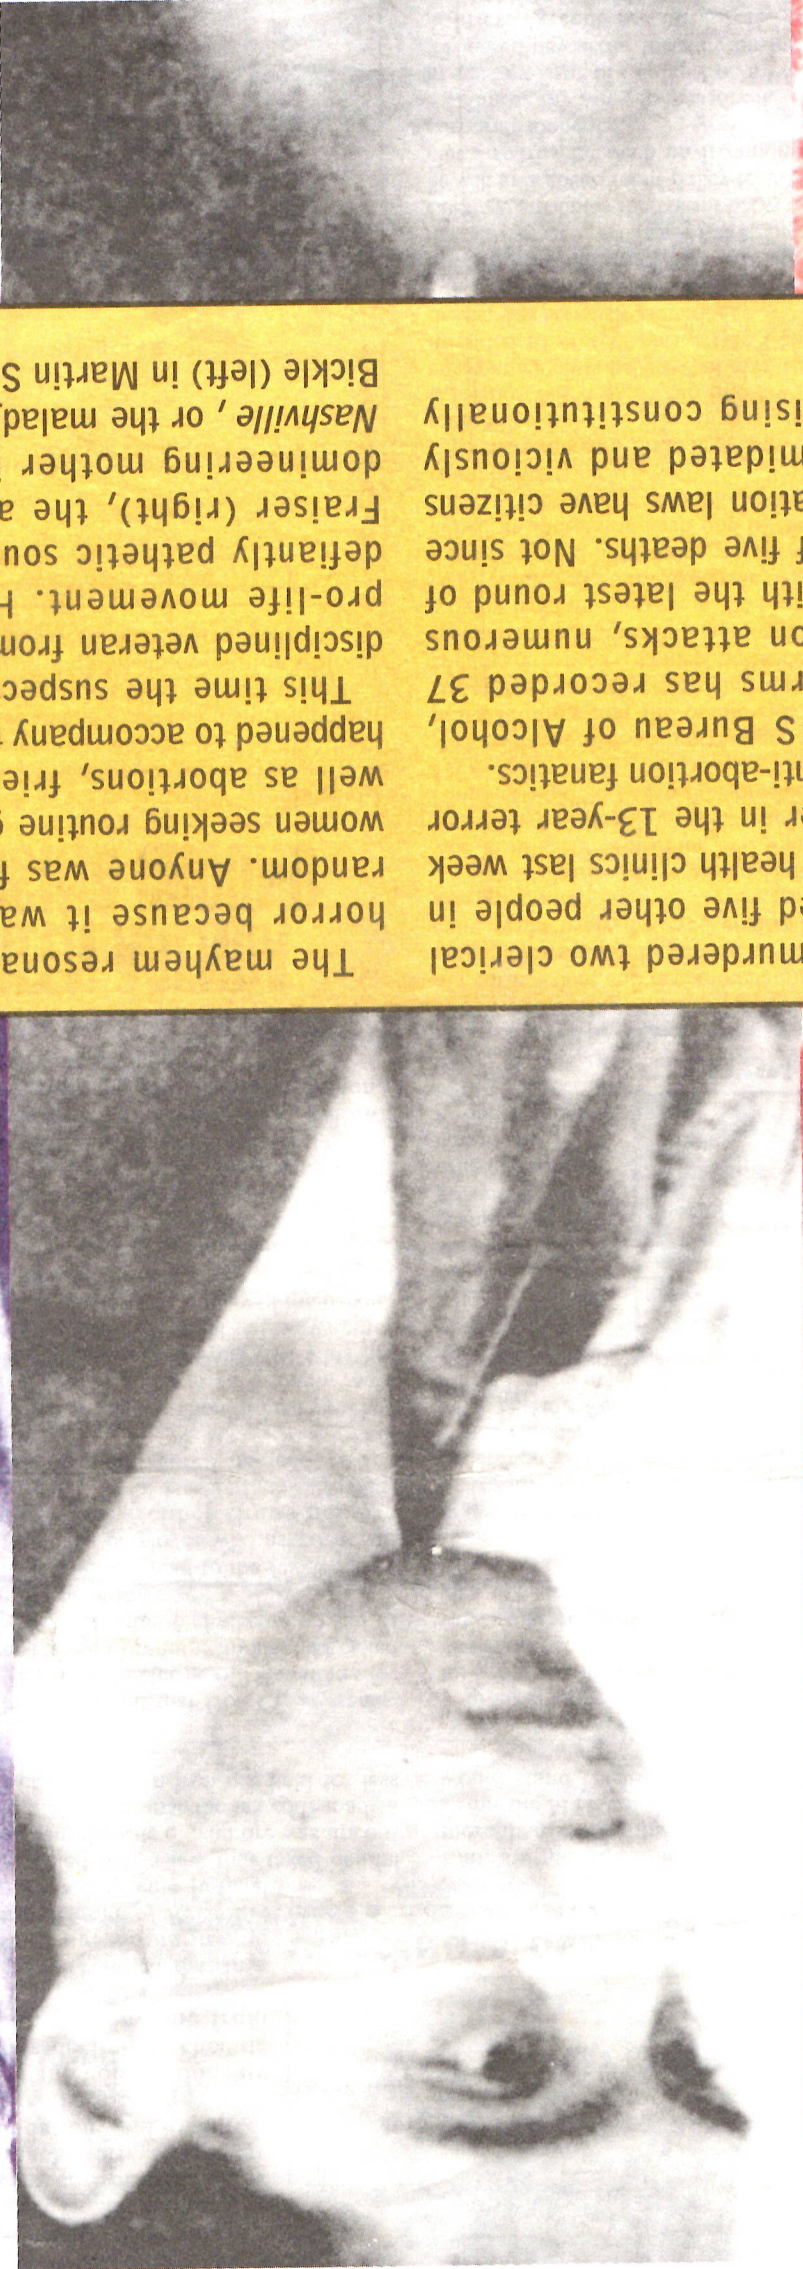 murdered two clerical
ed five other people in
health clinics last week
er in the 13-year terror
nti-abortion fanatics.
S Bureau of Alcohol,
rms has recorded 37
on attacks, numerous
ith the latest round of
f five deaths. Not since
ation laws have citizens
midated and viciously
ising constitutionally
The mayhem resona
horror because it wa
random. Anyone was f
women seeking routine
well as abortions, frie
happened to accompany
This time the suspec
disciplined veteran from
pro-life movement. H
defiantly pathetic sou
Fraiser (right), the a
domineering mother
Nashville , or the malad
Bickle (left) in Martin S